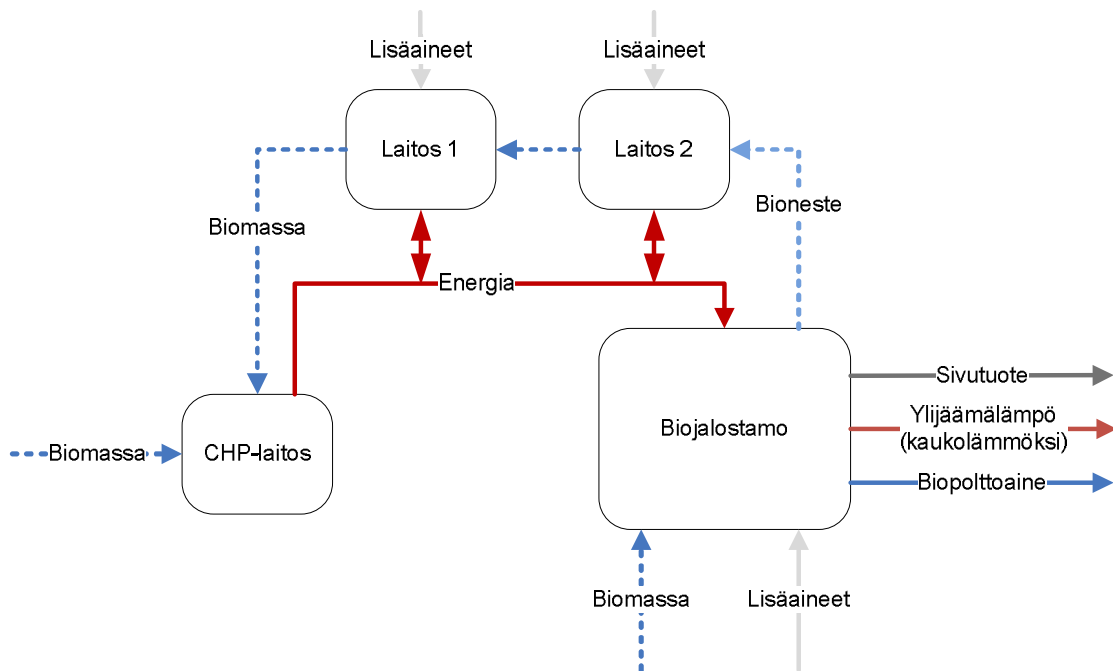 Lisäaineet
Lisäaineet
Laitos 1
Laitos 2
Biomassa
Bioneste
Energia
Sivutuote
Ylijäämälämpö
(kaukolämmöksi)
Biojalostamo
Biomassa
CHP-laitos
Biopolttoaine
Biomassa
Lisäaineet